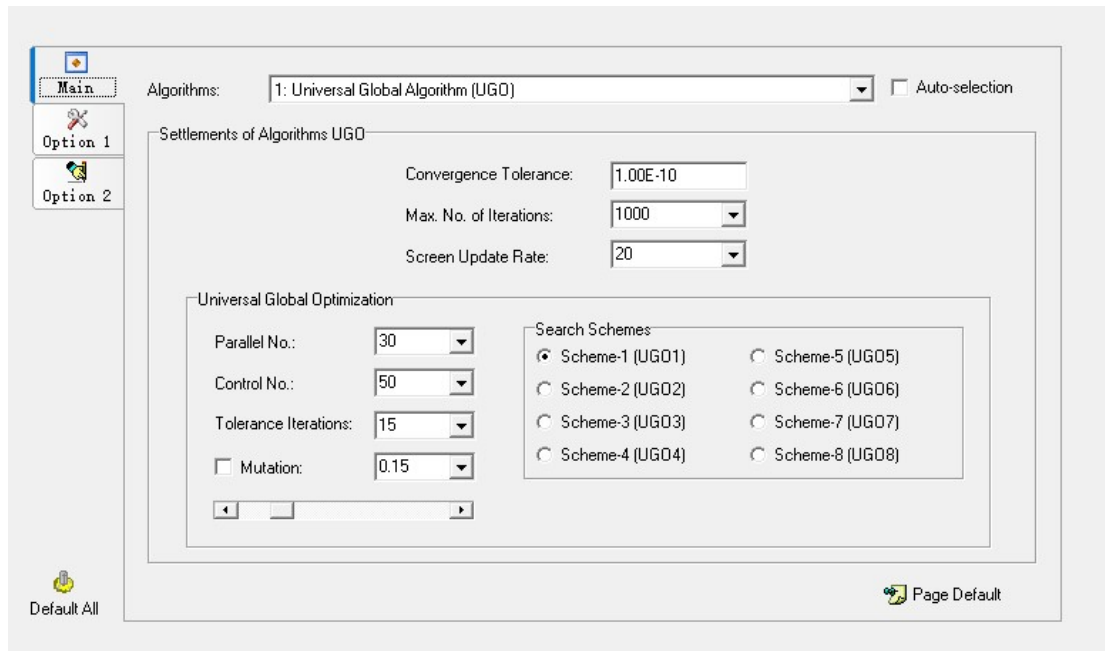 Main
Option 1
Option 2
Default All
Algorithms: 1: Universal Global Algorithm (UGO) Auto-selection
Settlements of Algorithms UGO
Convergence Tolerance: 1.00E-10
Max. No. of Iterations: 1000
Screen Update Rate: 20
Universal Global Optimization
Parallel No.: 30
Control No.: 50
Tolerance Iterations: 15
Mutation: 0.15
Search Schemes
Scheme-1 (UGO1) Scheme-5 (UGO5)
Scheme-2 (UGO2) Scheme-6 (UGO6)
Scheme-3 (UGO3) Scheme-7 (UGO7)
Scheme-4 (UGO4) Scheme-8 (UGO8)
Page Default